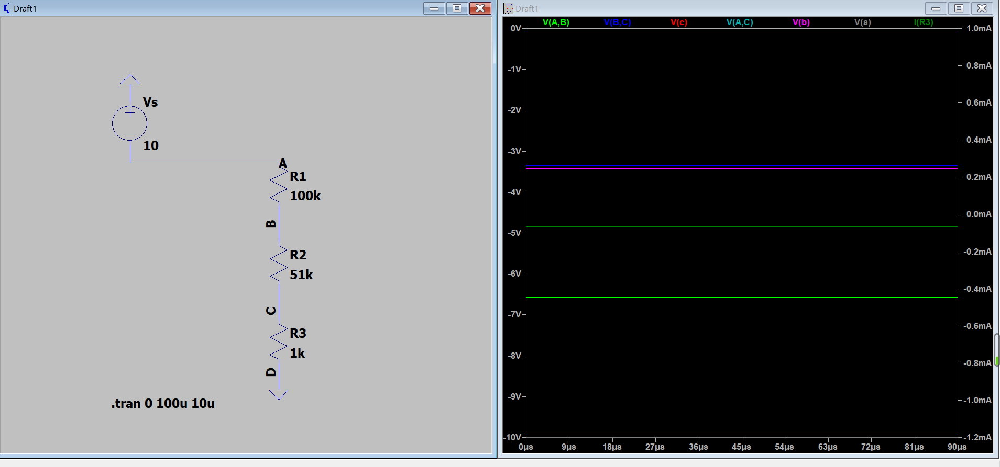 Draft1
Vs
10
A
R1
100k
B
R2
51k
C
R3
1k
D
.tran 0 100u 10u
Draft1
V(A,B) V(B,C) V(c) V(A,C) V(b) V(a) I(R3)
0V
-1V
-2V
-3V
-4V
-5V
-6V
-7V
-8V
-9V
-10V
1.0mA
0.8mA
0.6mA
0.4mA
0.2mA
0.0mA
-0.2mA
-0.4mA
-0.6mA
-0.8mA
-1.0mA
-1.2mA
0µs 9µs 18µs 27µs 36µs 45µs 54µs 63µs 72µs 81µs 90µs